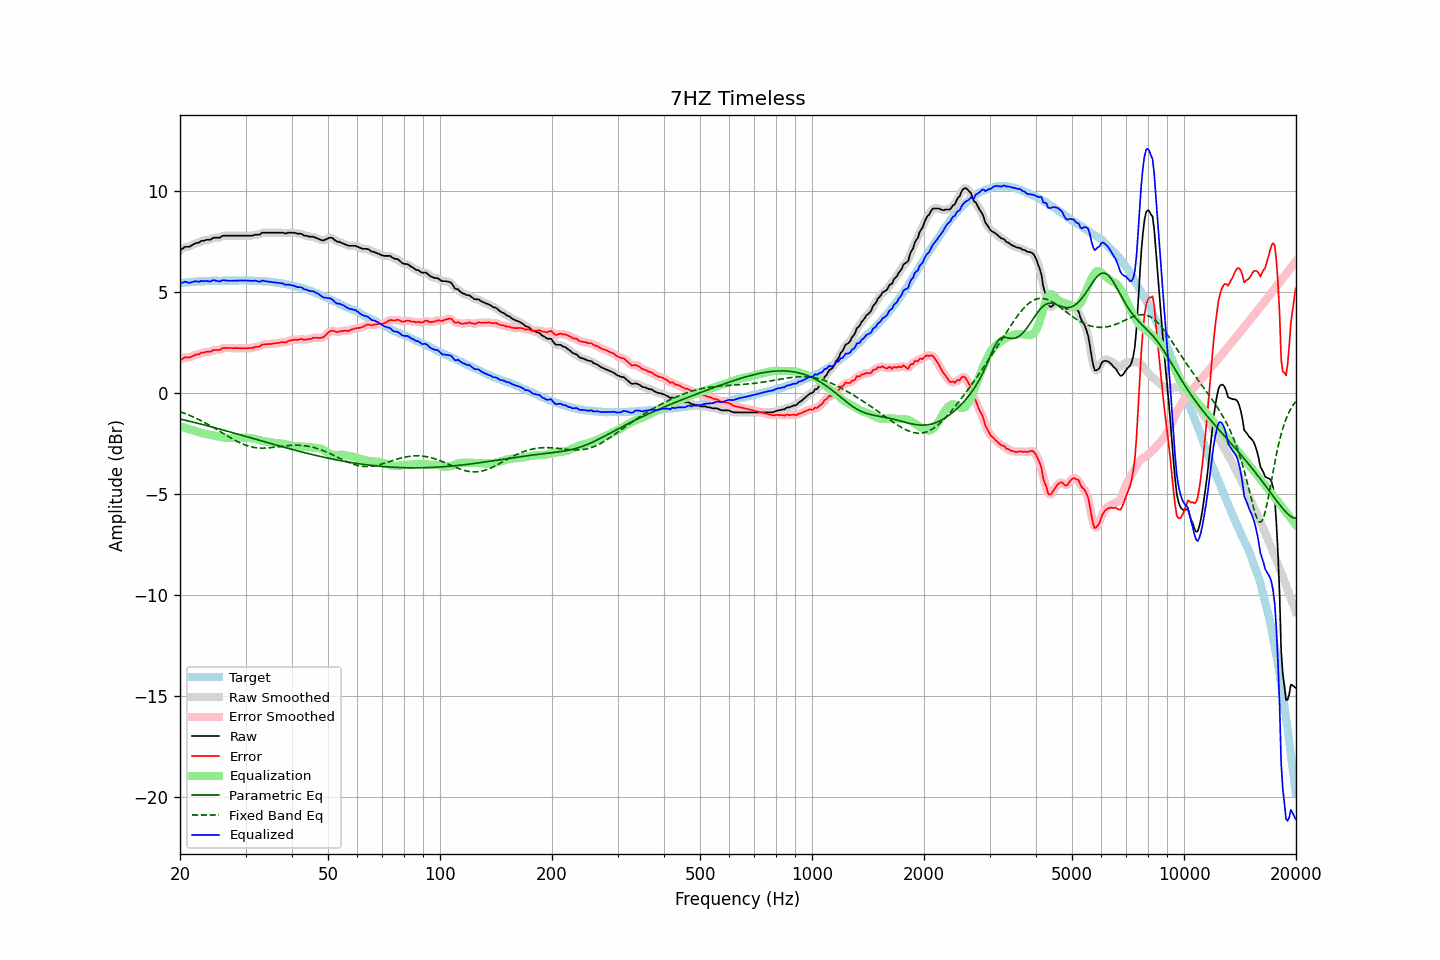 7HZ Timeless
Amplitude (dBr)
10
5
0
−5
−10
−15
−20
Target
Raw Smoothed
Error Smoothed
Raw
Error
Equalization
Parametric Eq
Fixed Band Eq
Equalized
20 50 100 200 500 1000 2000 5000 10000 20000
Frequency (Hz)